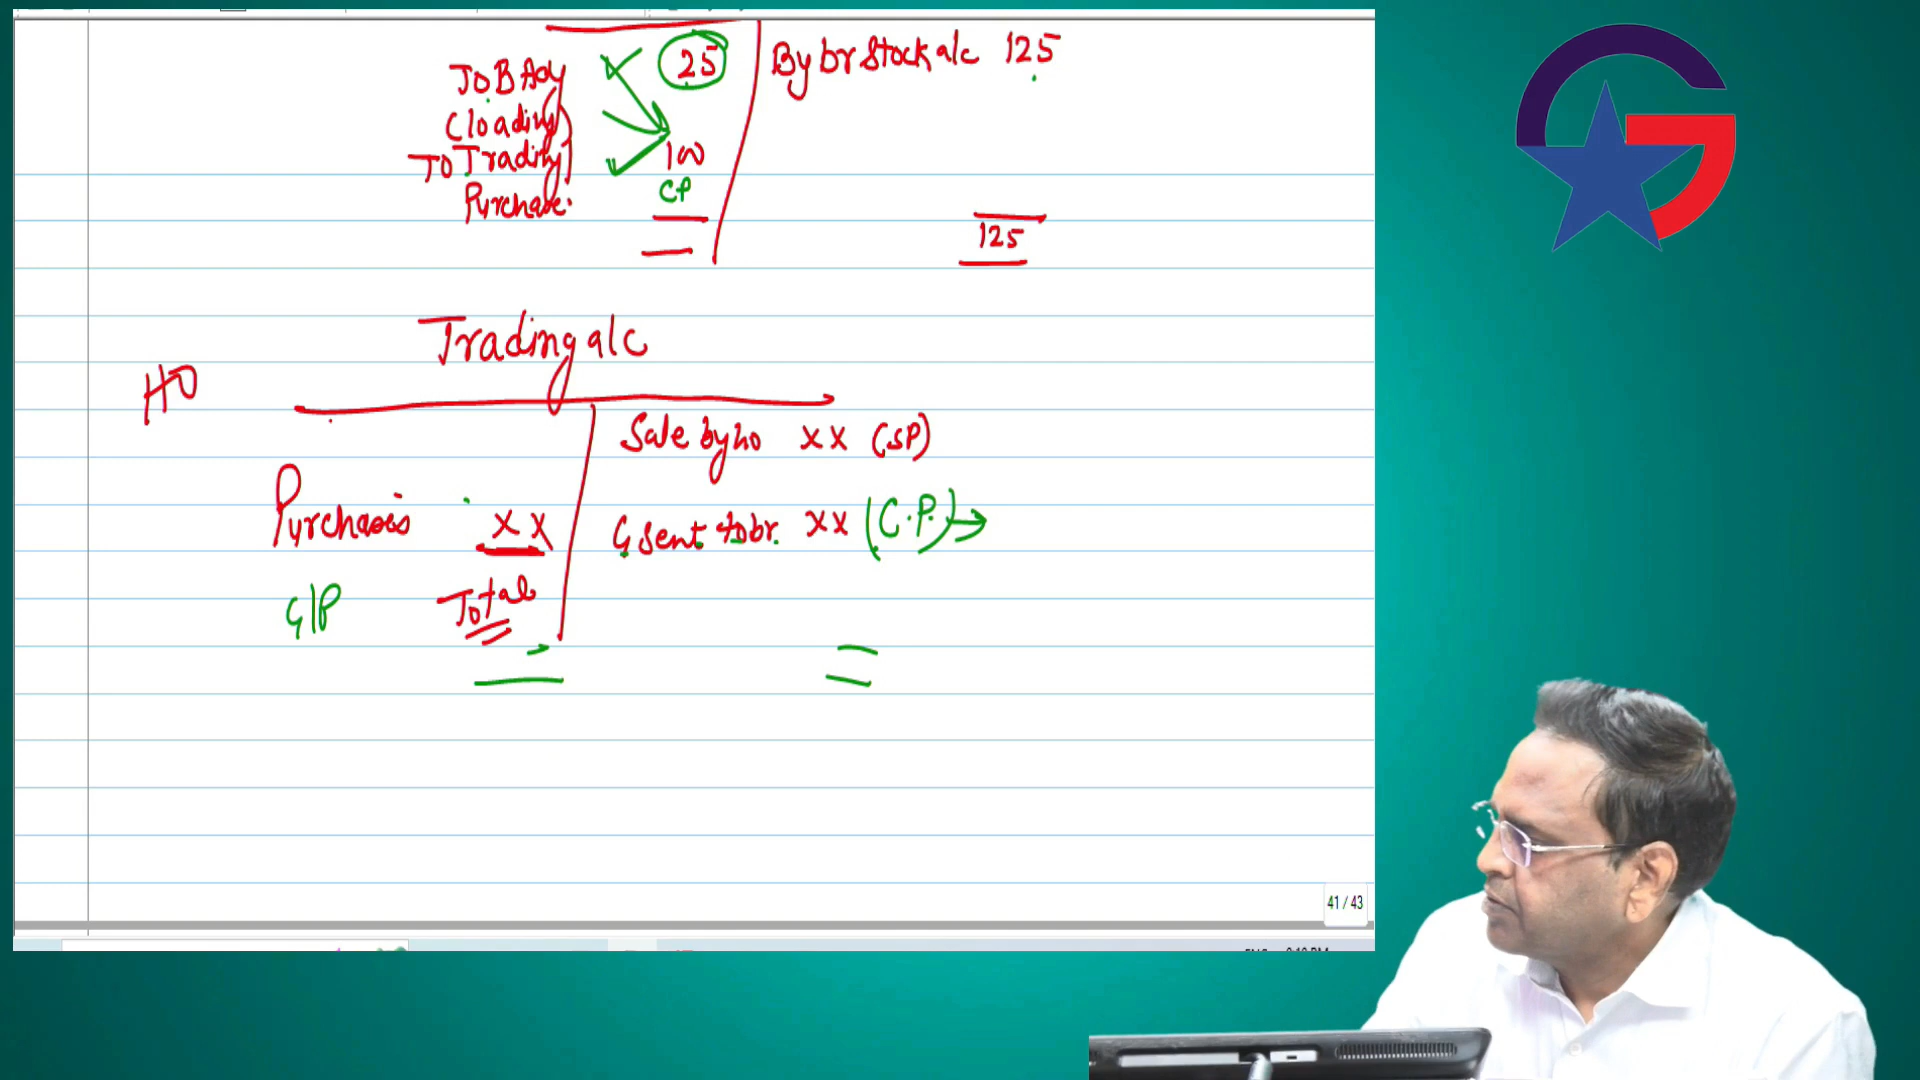 To B Adj 25 By br Stock a/c 125
(loading)
To Trading 100
Purchase. CP
125
Trading a/c
HO
Sale by HO xx (SP)
Purchases xx G sent to br. xx (C.P.)
G/P Total
41 / 43